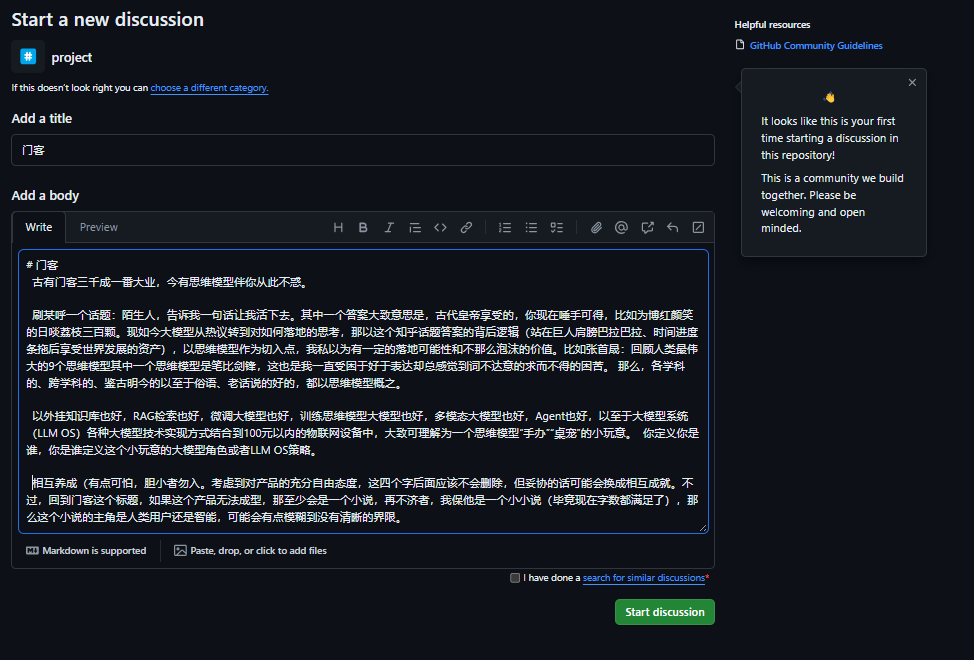 Start a new discussion
project
If this doesn't look right you can choose a different category.
Add a title
门客
Add a body
Write Preview
# 门客
古有门客三千成一番大业，今有思维模型伴你从此不惑。
刷某呼一个话题：陌生人，告诉我一句话让我活下去。其中一个答案大致意思是，古代皇帝享受的，你现在唾手可得，比如为博红颜笑
的日啖荔枝三百颗。现如今大模型从热议转到对如何落地的思考，那以这个知乎话题答案的背后逻辑（站在巨人肩膀巴拉巴拉、时间进度
条拖后享受世界发展的资产），以思维模型作为切入点，我私以为有一定的落地可能性和不那么泡沫的价值。比如张首晟：回顾人类最伟
大的9个思维模型其中一个思维模型是笔比剑锋，这也是我一直受困于好于表达却总感觉到词不达意的求而不得的困苦。 那么，各学科
的、跨学科的、鉴古明今的以至于俗语、老话说的好的，都以思维模型概之。
以外挂知识库也好，RAG检索也好，微调大模型也好，训练思维模型大模型也好，多模态大模型也好，Agent也好，以至于大模型系统
（LLM OS）各种大模型技术实现方式结合到100元以内的物联网设备中，大致可理解为一个思维模型"手办""桌宠"的小玩意。 你定义你是
谁，你是谁定义这个小玩意的大模型角色或者LLM OS策略。
相互养成（有点可怕，胆小者勿入。考虑到对产品的充分自由态度，这四个字后面应该不会删除，但妥协的话可能会换成相互成就。不
过，回到门客这个标题，如果这个产品无法成型，那至少会是一个小说，再不济者，我保他是一个小小说（毕竟现在字数都满足了），那
么这个小说的主角是人类用户还是智能，可能会有点模糊到没有清晰的界限。
Markdown is supported
Paste, drop, or click to add files
I have done a search for similar discussions*
Start discussion
Helpful resources
GitHub Community Guidelines
It looks like this is your first
time starting a discussion in
this repository!
This is a community we build
together. Please be
welcoming and open
minded.